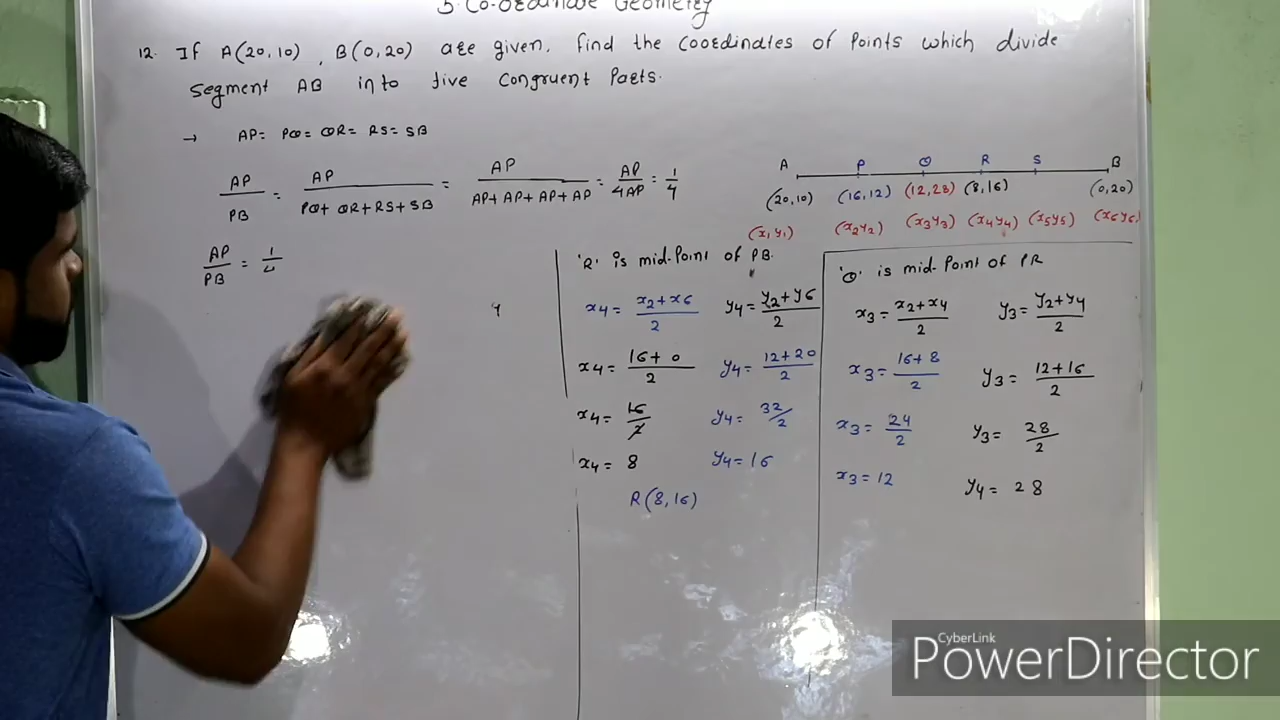 5. Co-ordinate Geometry
12. If A(20,10), B(0,20) are given. Find the Coordinates of Points which divide
segment AB into five Congruent Parts.
→ AP= PQ= QR= RS= SB
AP/PB = AP/(PQ+ QR+RS+SB) = AP/(AP+AP+AP+AP) = AP/4AP = 1/4
AP/PB = 1/4
A P Q R S B
(20,10) (16,12) (12,28) (8,16) (0,20)
(x₁y₁) (x₂y₂) (x₃y₃) (x₄y₄) (x₅y₅) (x₆y₆)
'R' is mid-Point of PB.
x₄= (x₂+x₆)/2 y₄= (y₂+y₆)/2
x₄= (16+0)/2 y₄= (12+20)/2
x₄= 16/2 y₄= 32/2
x₄= 8 y₄=16
R(8,16)
'Q' is mid-Point of PR
x₃= (x₂+x₄)/2 y₃= (y₂+y₄)/2
x₃= (16+8)/2 y₃= (12+16)/2
x₃= 24/2 y₃= 28/2
x₃=12 y₄= 28
CyberLink
PowerDirector